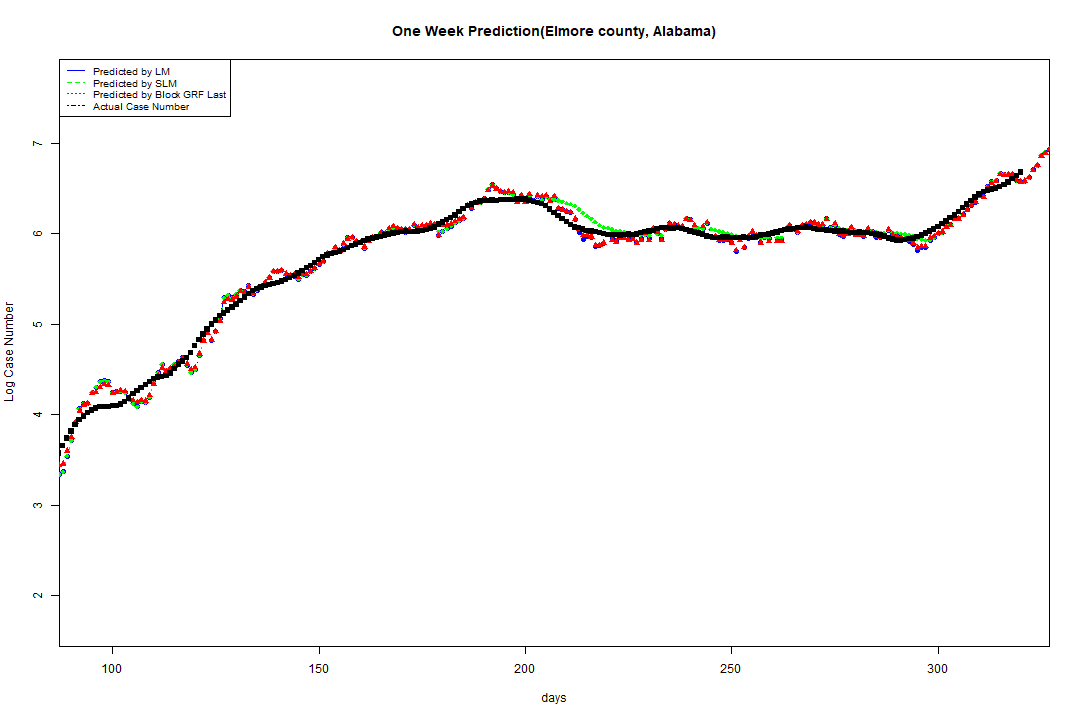 One Week Prediction(Elmore county, Alabama)
Predicted by LM
Predicted by SLM
Predicted by Block GRF Last
Actual Case Number
7
6
5
4
3
2
Log Case Number
100 150 200 250 300
days